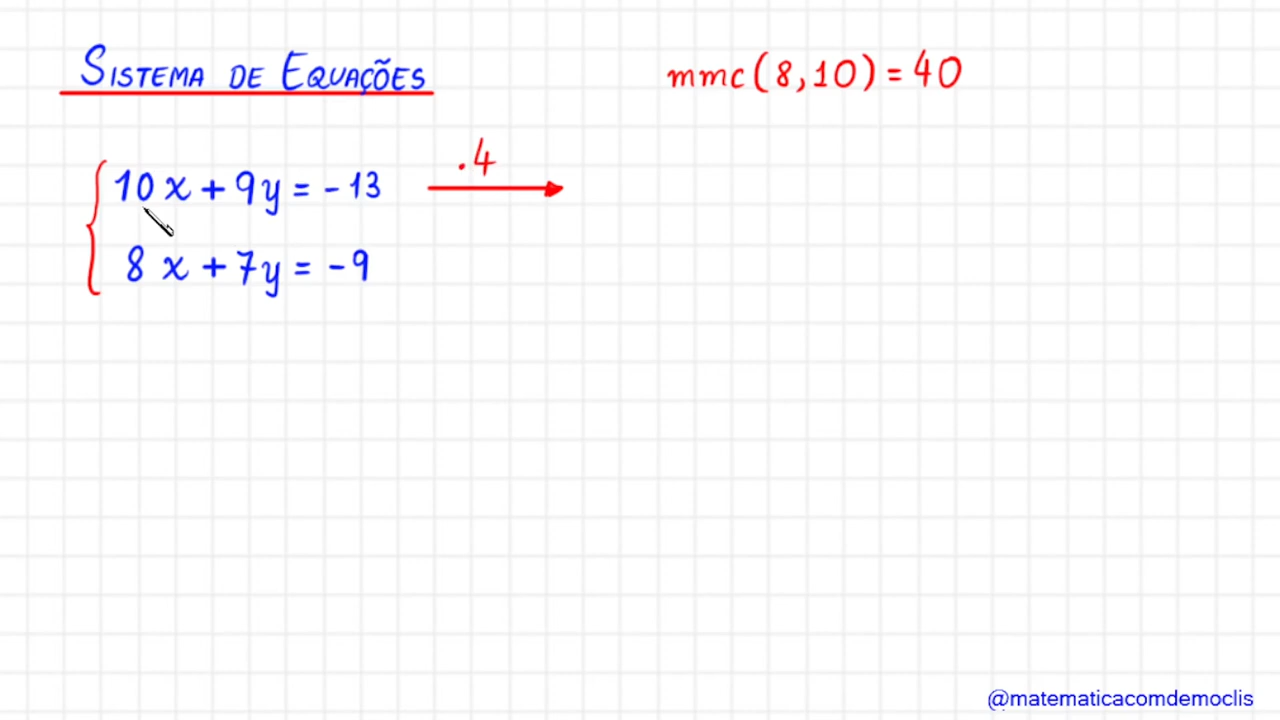 SISTEMA DE EQUAÇÕES
mmc(8,10)=40
.4
10x+9y=-13
8x+7y=-9
@matematicacomdemoclis